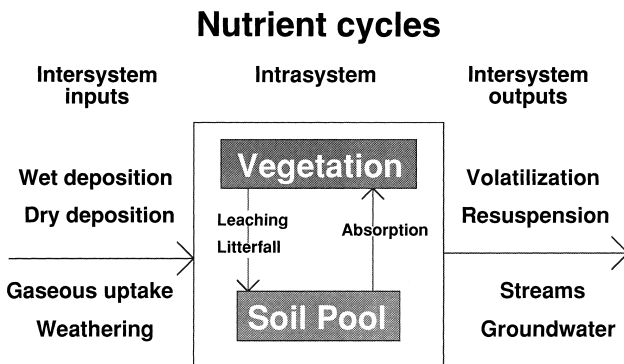 Nutrient cycles
Intersystem
inputs
Intrasystem
Intersystem
outputs
Wet deposition
Dry deposition
Gaseous uptake
Weathering
Vegetation
Leaching
Litterfall
Absorption
Soil Pool
Volatilization
Resuspension
Streams
Groundwater